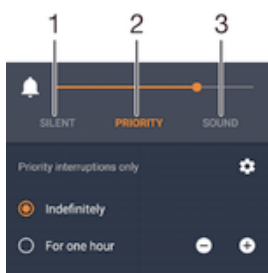 1 2 3
SILENT PRIORITY SOUND
Priority interruptions only
Indefinitely
For one hour